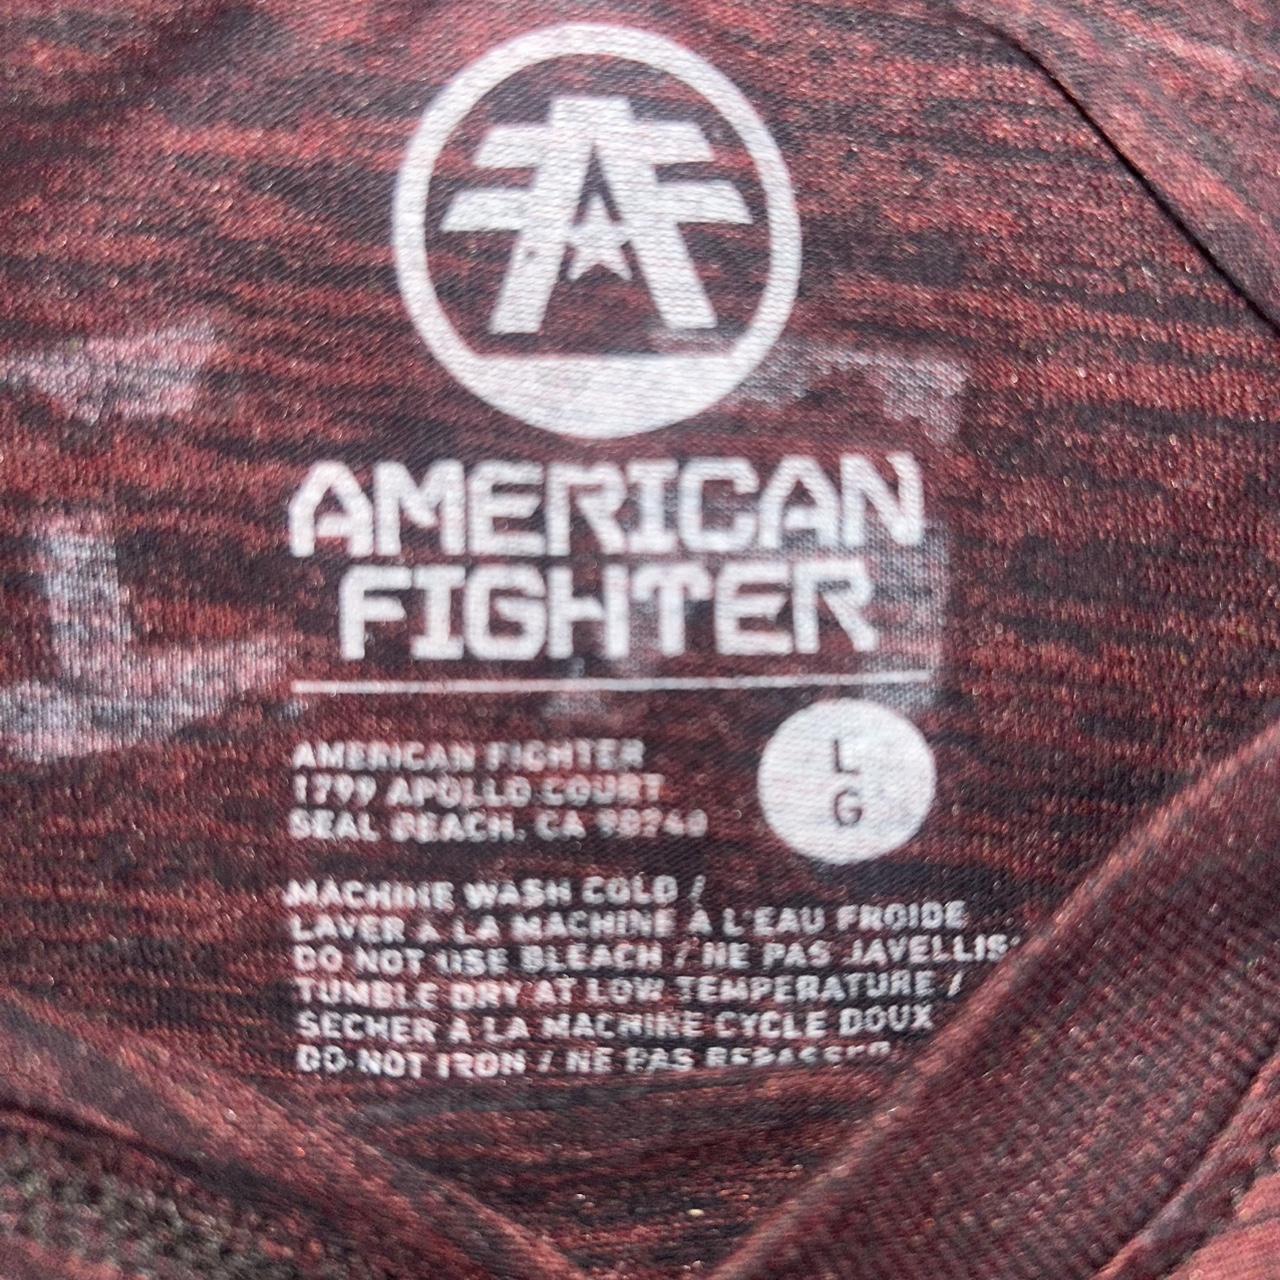 AMERICAN
FIGHTER
AMERICAN FIGHTER
1799 APOLLO COURT
SEAL BEACH, CA 90740
L
G
MACHINE WASH COLD /
LAVER À LA MACHINE À L'EAU FROIDE
DO NOT USE BLEACH / NE PAS
TUMBLE DRY AT LOW TEMPERATURE /
SECHER À LA MACHINE CYCLE DOUX
DO NOT IRON / NE PAS REPASSER